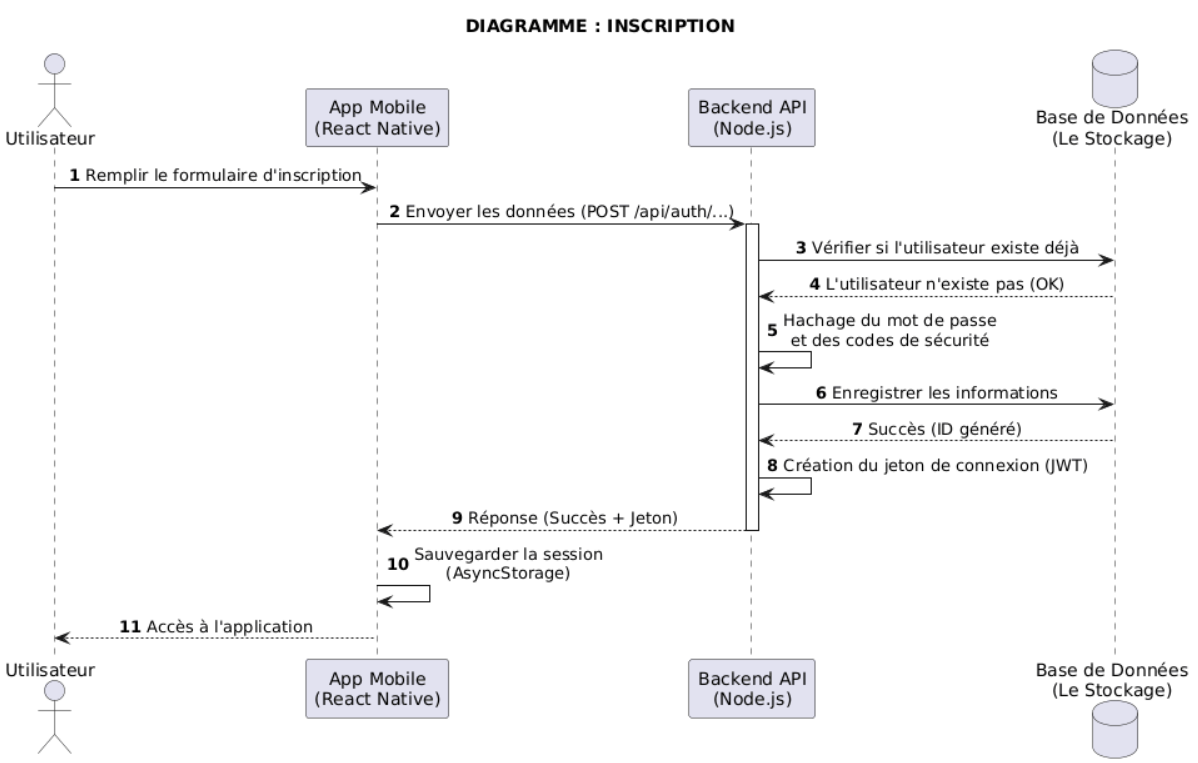 DIAGRAMME : INSCRIPTION
Utilisateur
App Mobile
(React Native)
Backend API
(Node.js)
Base de Données
(Le Stockage)
1 Remplir le formulaire d'inscription
2 Envoyer les données (POST /api/auth/...)
3 Vérifier si l'utilisateur existe déjà
4 L'utilisateur n'existe pas (OK)
5 Hachage du mot de passe
et des codes de sécurité
6 Enregistrer les informations
7 Succès (ID généré)
8 Création du jeton de connexion (JWT)
9 Réponse (Succès + Jeton)
10 Sauvegarder la session
(AsyncStorage)
11 Accès à l'application
Utilisateur
App Mobile
(React Native)
Backend API
(Node.js)
Base de Données
(Le Stockage)